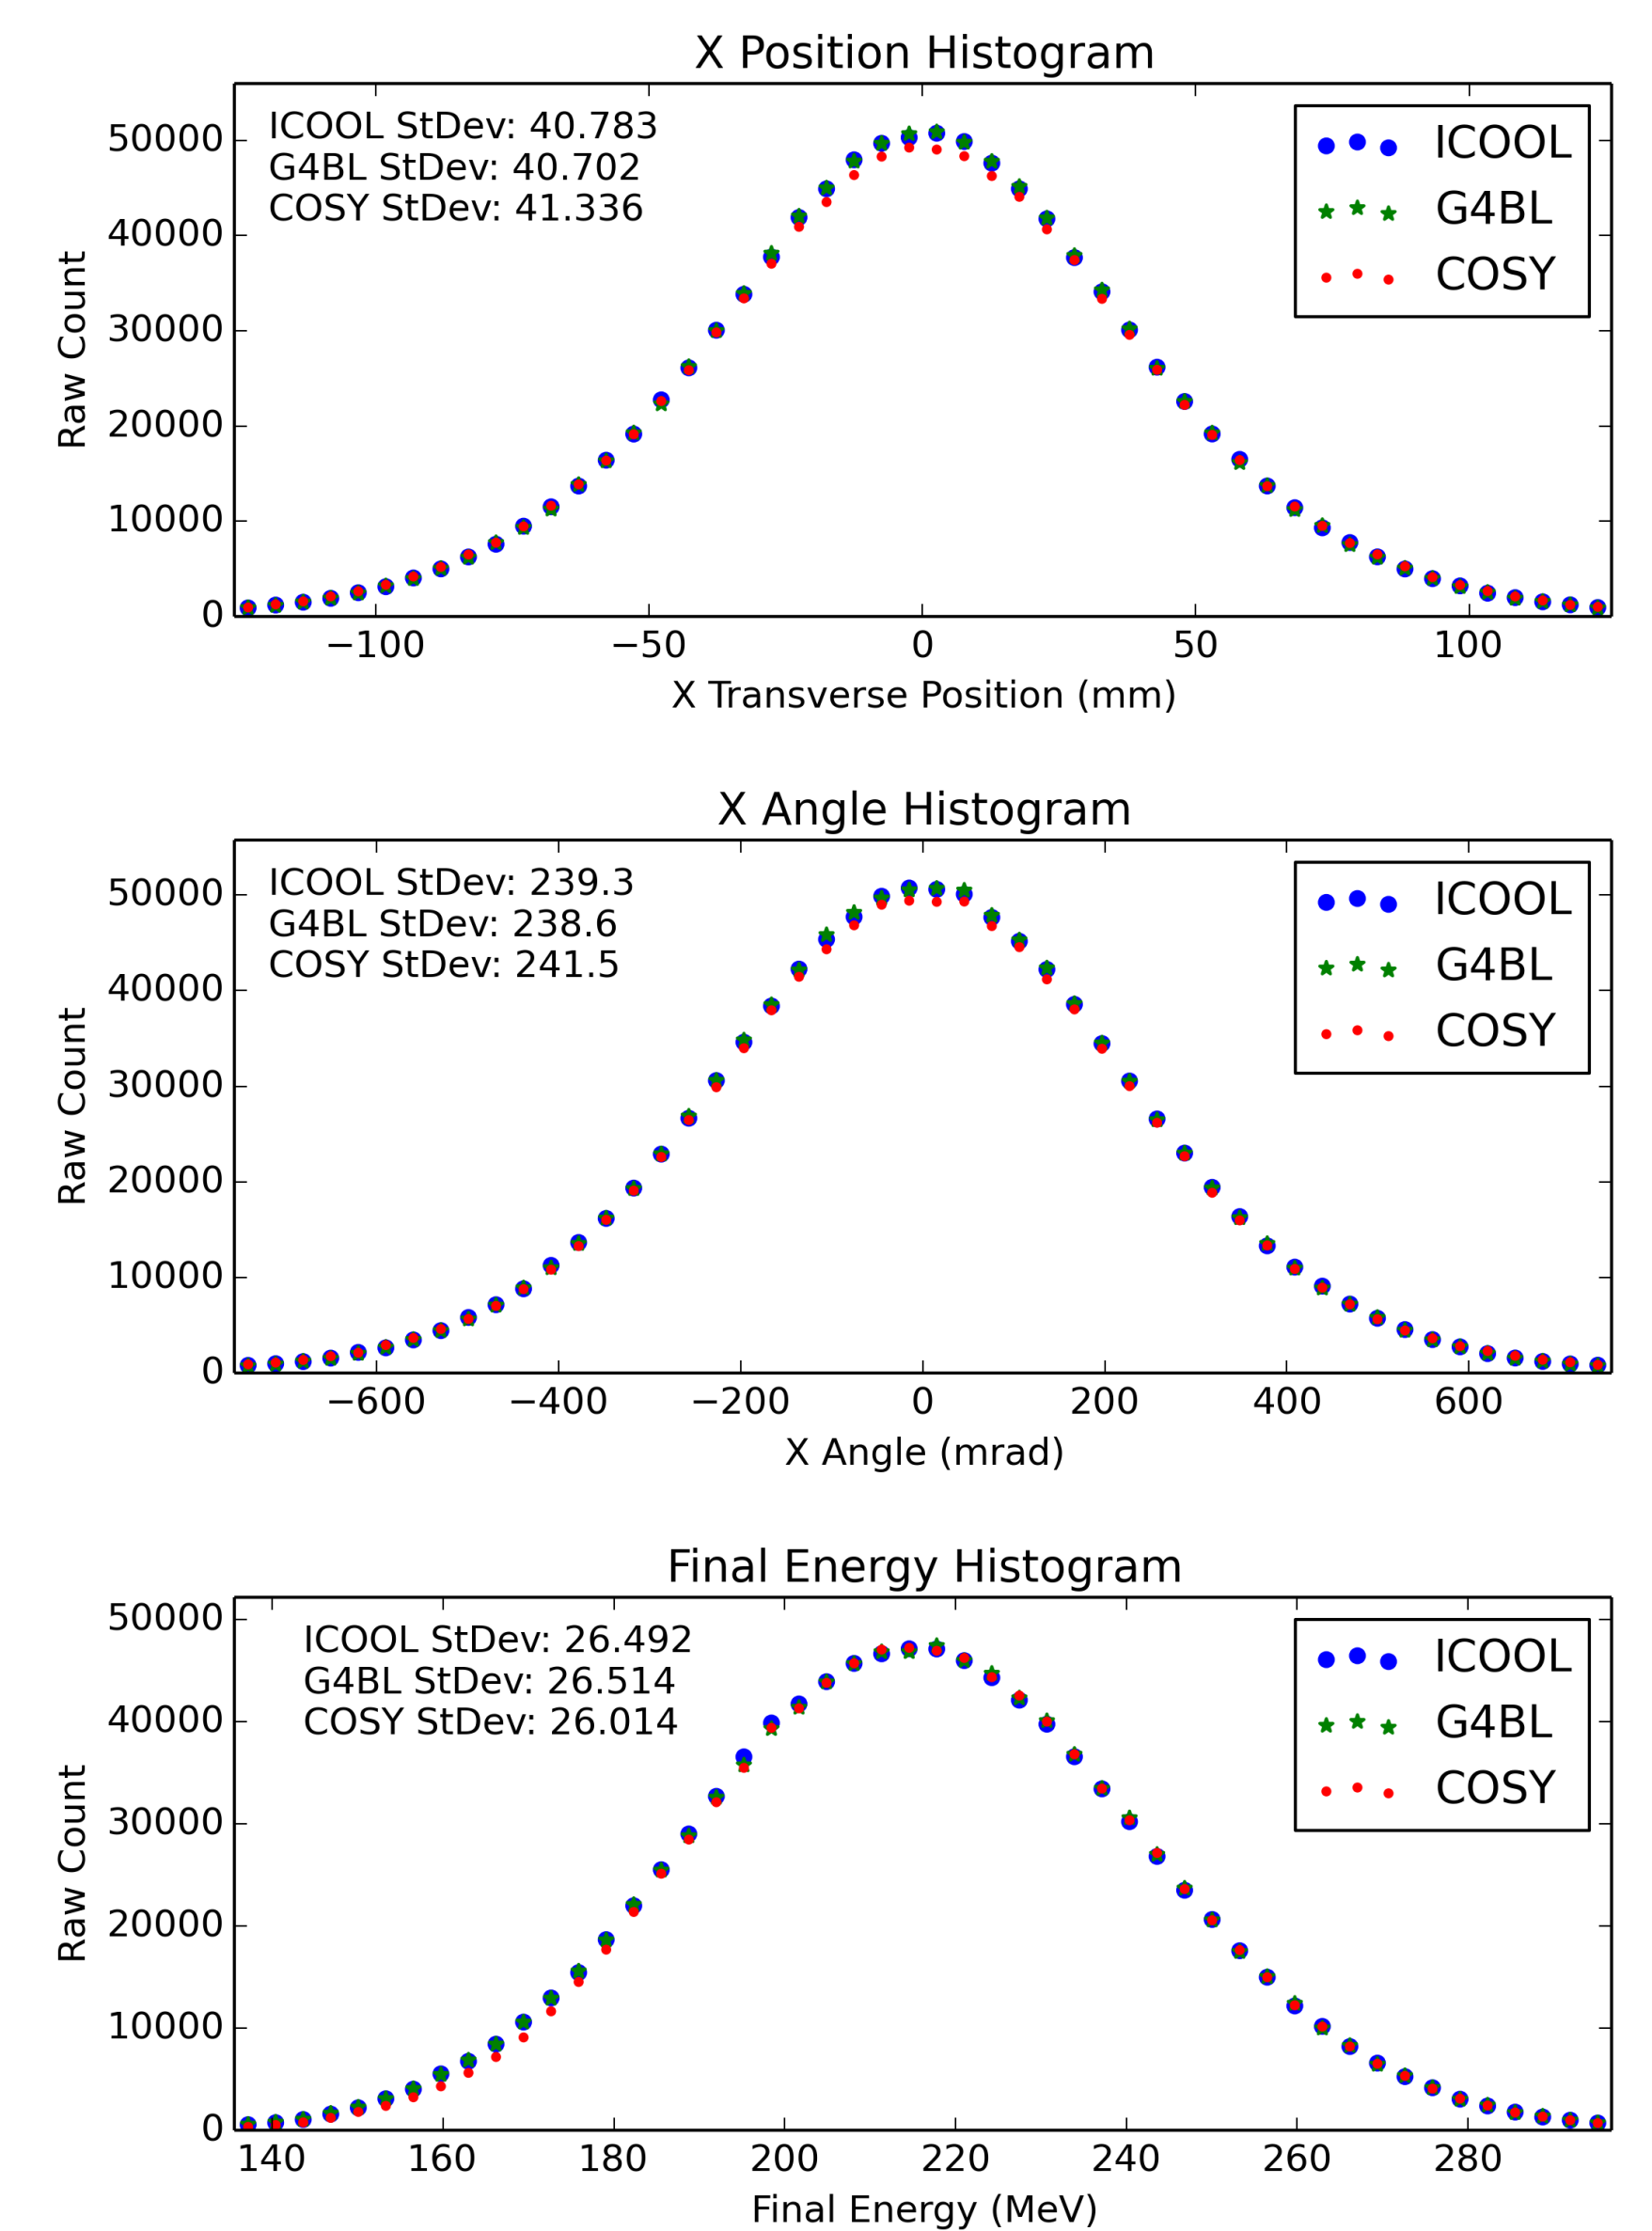 X Position Histogram
ICOOL StDev: 40.783
G4BL StDev: 40.702
COSY StDev: 41.336
ICOOL
G4BL
COSY
50000
40000
30000
20000
10000
0
Raw Count
−100
−50
0
50
100
X Transverse Position (mm)
X Angle Histogram
ICOOL StDev: 239.3
G4BL StDev: 238.6
COSY StDev: 241.5
ICOOL
G4BL
COSY
50000
40000
30000
20000
10000
0
Raw Count
−600
−400
−200
0
200
400
600
X Angle (mrad)
Final Energy Histogram
ICOOL StDev: 26.492
G4BL StDev: 26.514
COSY StDev: 26.014
ICOOL
G4BL
COSY
50000
40000
30000
20000
10000
0
Raw Count
140
160
180
200
220
240
260
280
Final Energy (MeV)